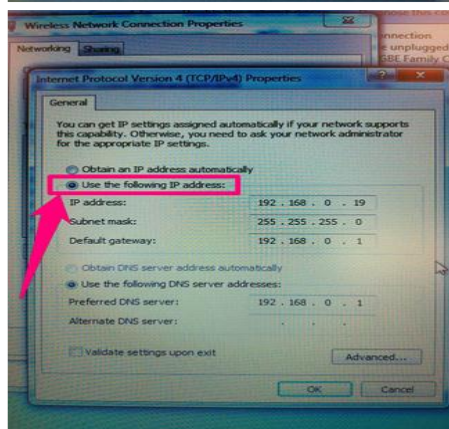 Wireless Network Connection Properties
Networking Sharing
nnection
e unplugged
GBE Family C
Internet Protocol Version 4 (TCP/IPv4) Properties
General
You can get IP settings assigned automatically if your network supports
this capability. Otherwise, you need to ask your network administrator
for the appropriate IP settings.
Obtain an IP address automatically
Use the following IP address:
IP address: 192 . 168 . 0 . 19
Subnet mask: 255 . 255 . 255 . 0
Default gateway: 192 . 168 . 0 . 1
Obtain DNS server address automatically
Use the following DNS server addresses:
Preferred DNS server: 192 . 168 . 0 . 1
Alternate DNS server: . . .
Validate settings upon exit
Advanced...
OK Cancel